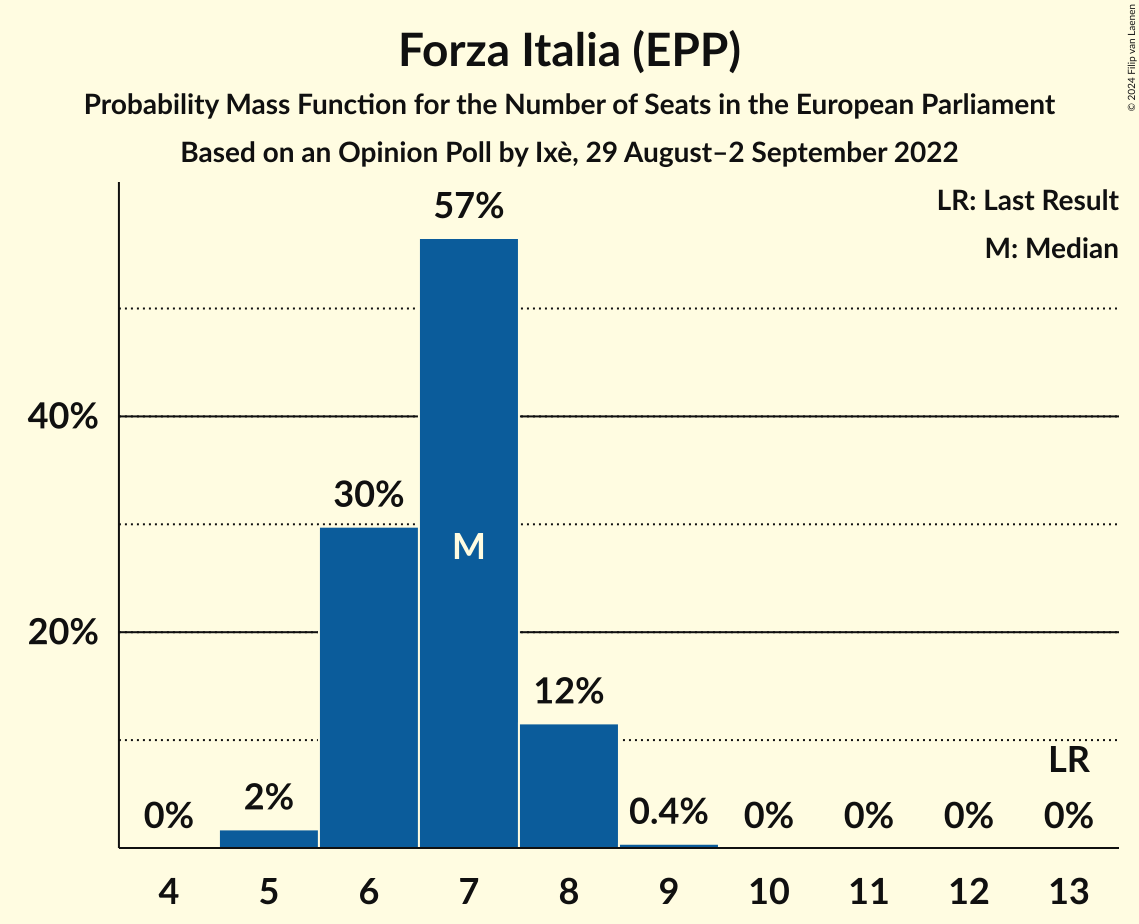 Forza Italia (EPP)
Probability Mass Function for the Number of Seats in the European Parliament
Based on an Opinion Poll by Ixè, 29 August–2 September 2022
© 2024 Filip van Laenen
LR: Last Result
M: Median
57%
40%
30%
M
20%
12%
LR
0%
2%
0.4%
0%
0%
0%
0%
4 5 6 7 8 9 10 11 12 13